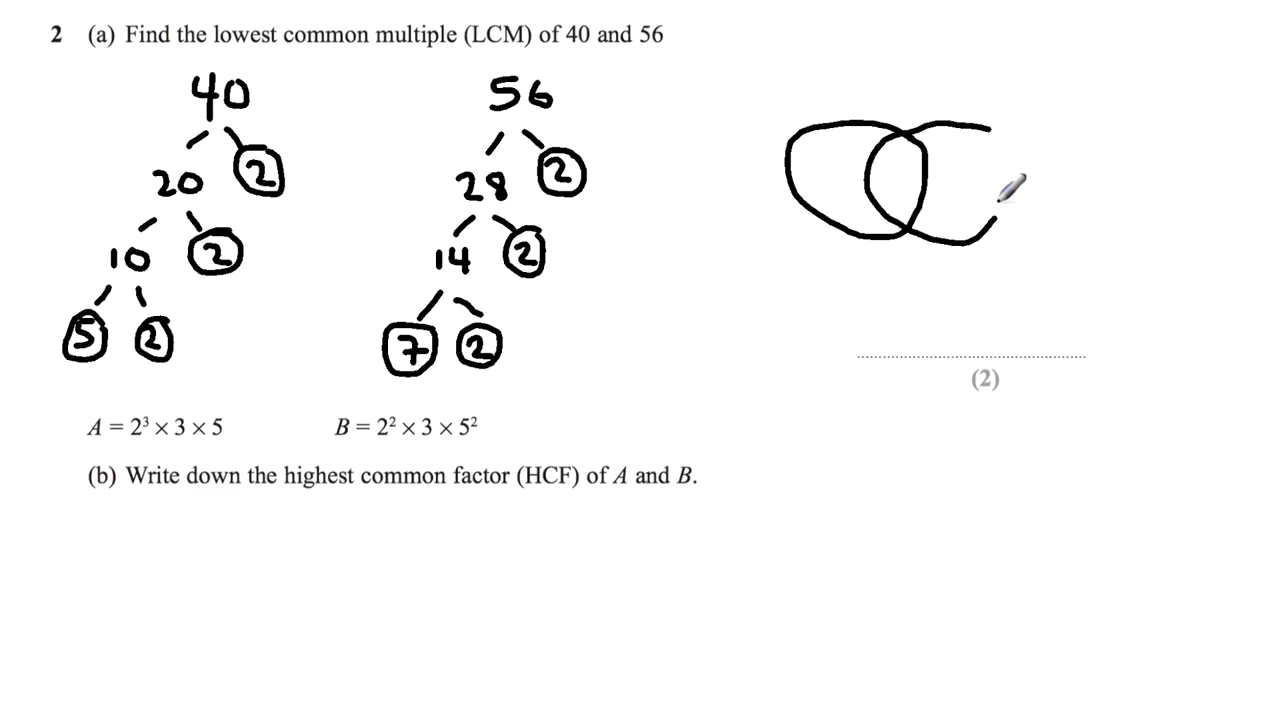 2 (a) Find the lowest common multiple (LCM) of 40 and 56
40 56
20 2 28 2
10 2 14 2
5 2 7 2
(2)
A = 2³ × 3 × 5 B = 2² × 3 × 5²
(b) Write down the highest common factor (HCF) of A and B.